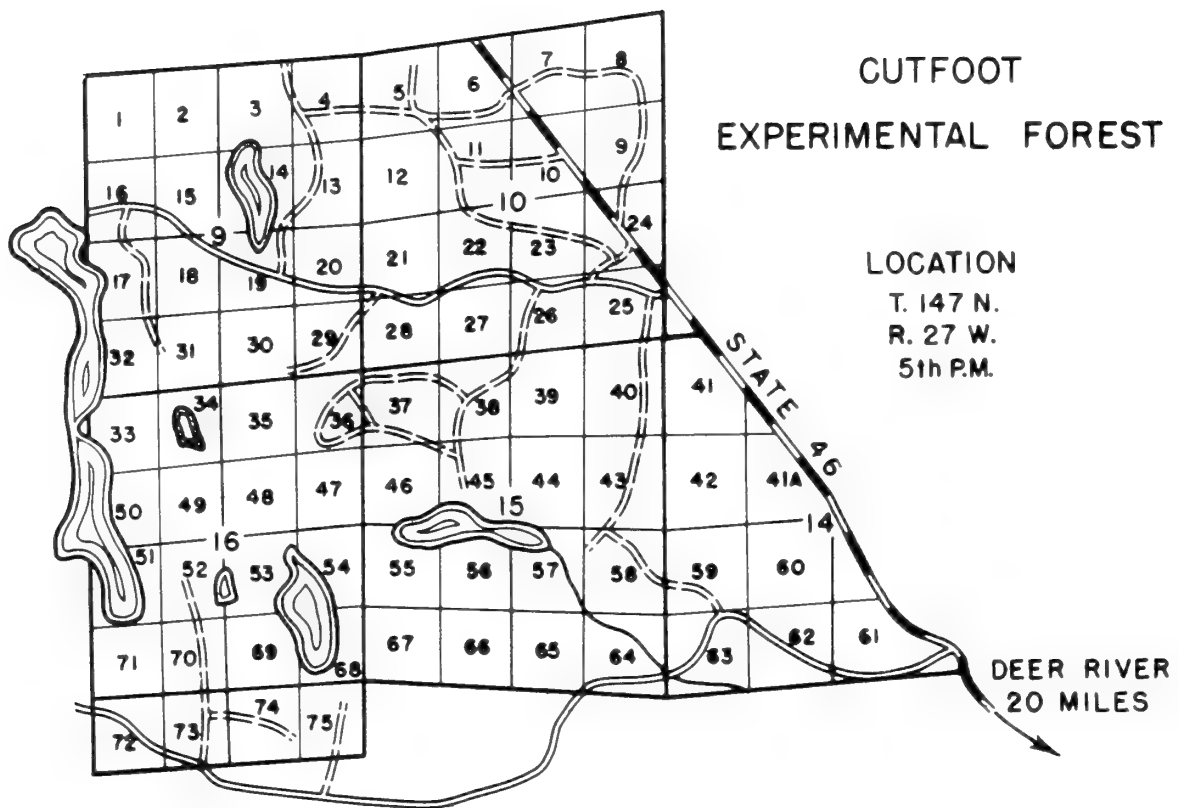 CUTFOOT
EXPERIMENTAL FOREST
LOCATION
T. 147 N.
R. 27 W.
5th P.M.
1 2 3 4 5 6 7 8
16 15 14 13 12 11 10 9
9 10
17 18 19 20 21 22 23 24
32 31 30 29 28 27 26 25
STATE 46
33 34 35 36 37 38 39 40 41
50 49 48 47 46 45 44 43 42 41A
16 15 14
51 52 53 54 55 56 57 58 59 60
71 70 69 68 67 66 65 64 63 62 61
72 73 74 75
DEER RIVER
20 MILES